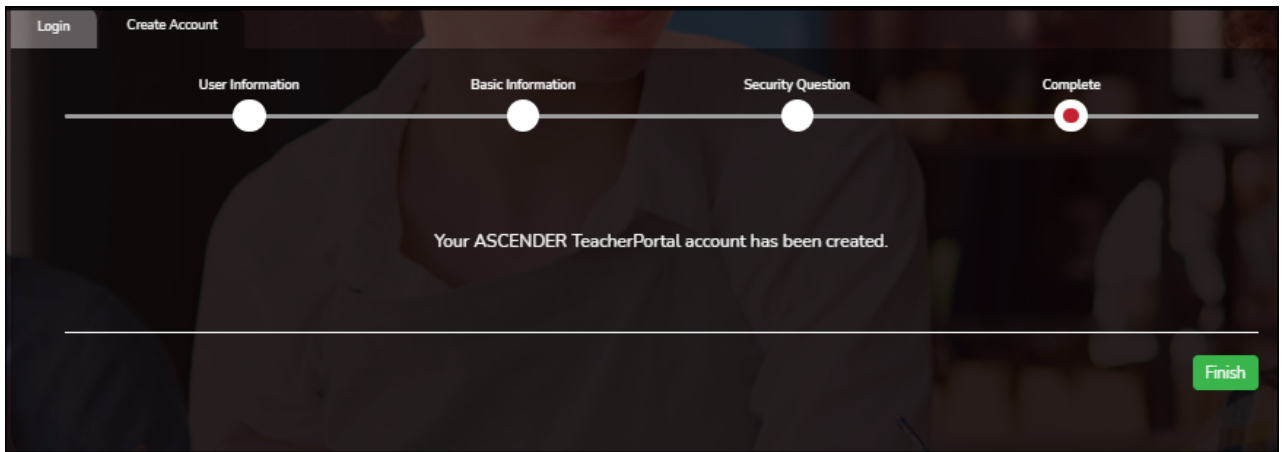 Login Create Account
User Information Basic Information Security Question Complete
Your ASCENDER TeacherPortal account has been created.
Finish